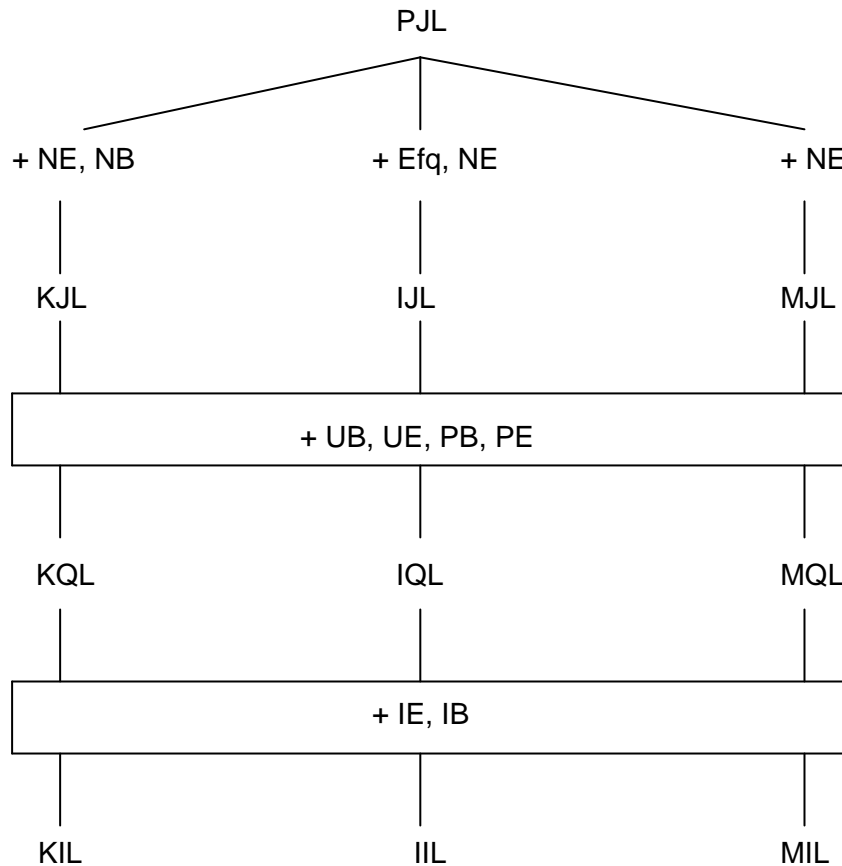 PJL
+ NE, NB + Efq, NE + NE
KJL IJL MJL
+ UB, UE, PB, PE
KQL IQL MQL
+ IE, IB
KIL IIL MIL